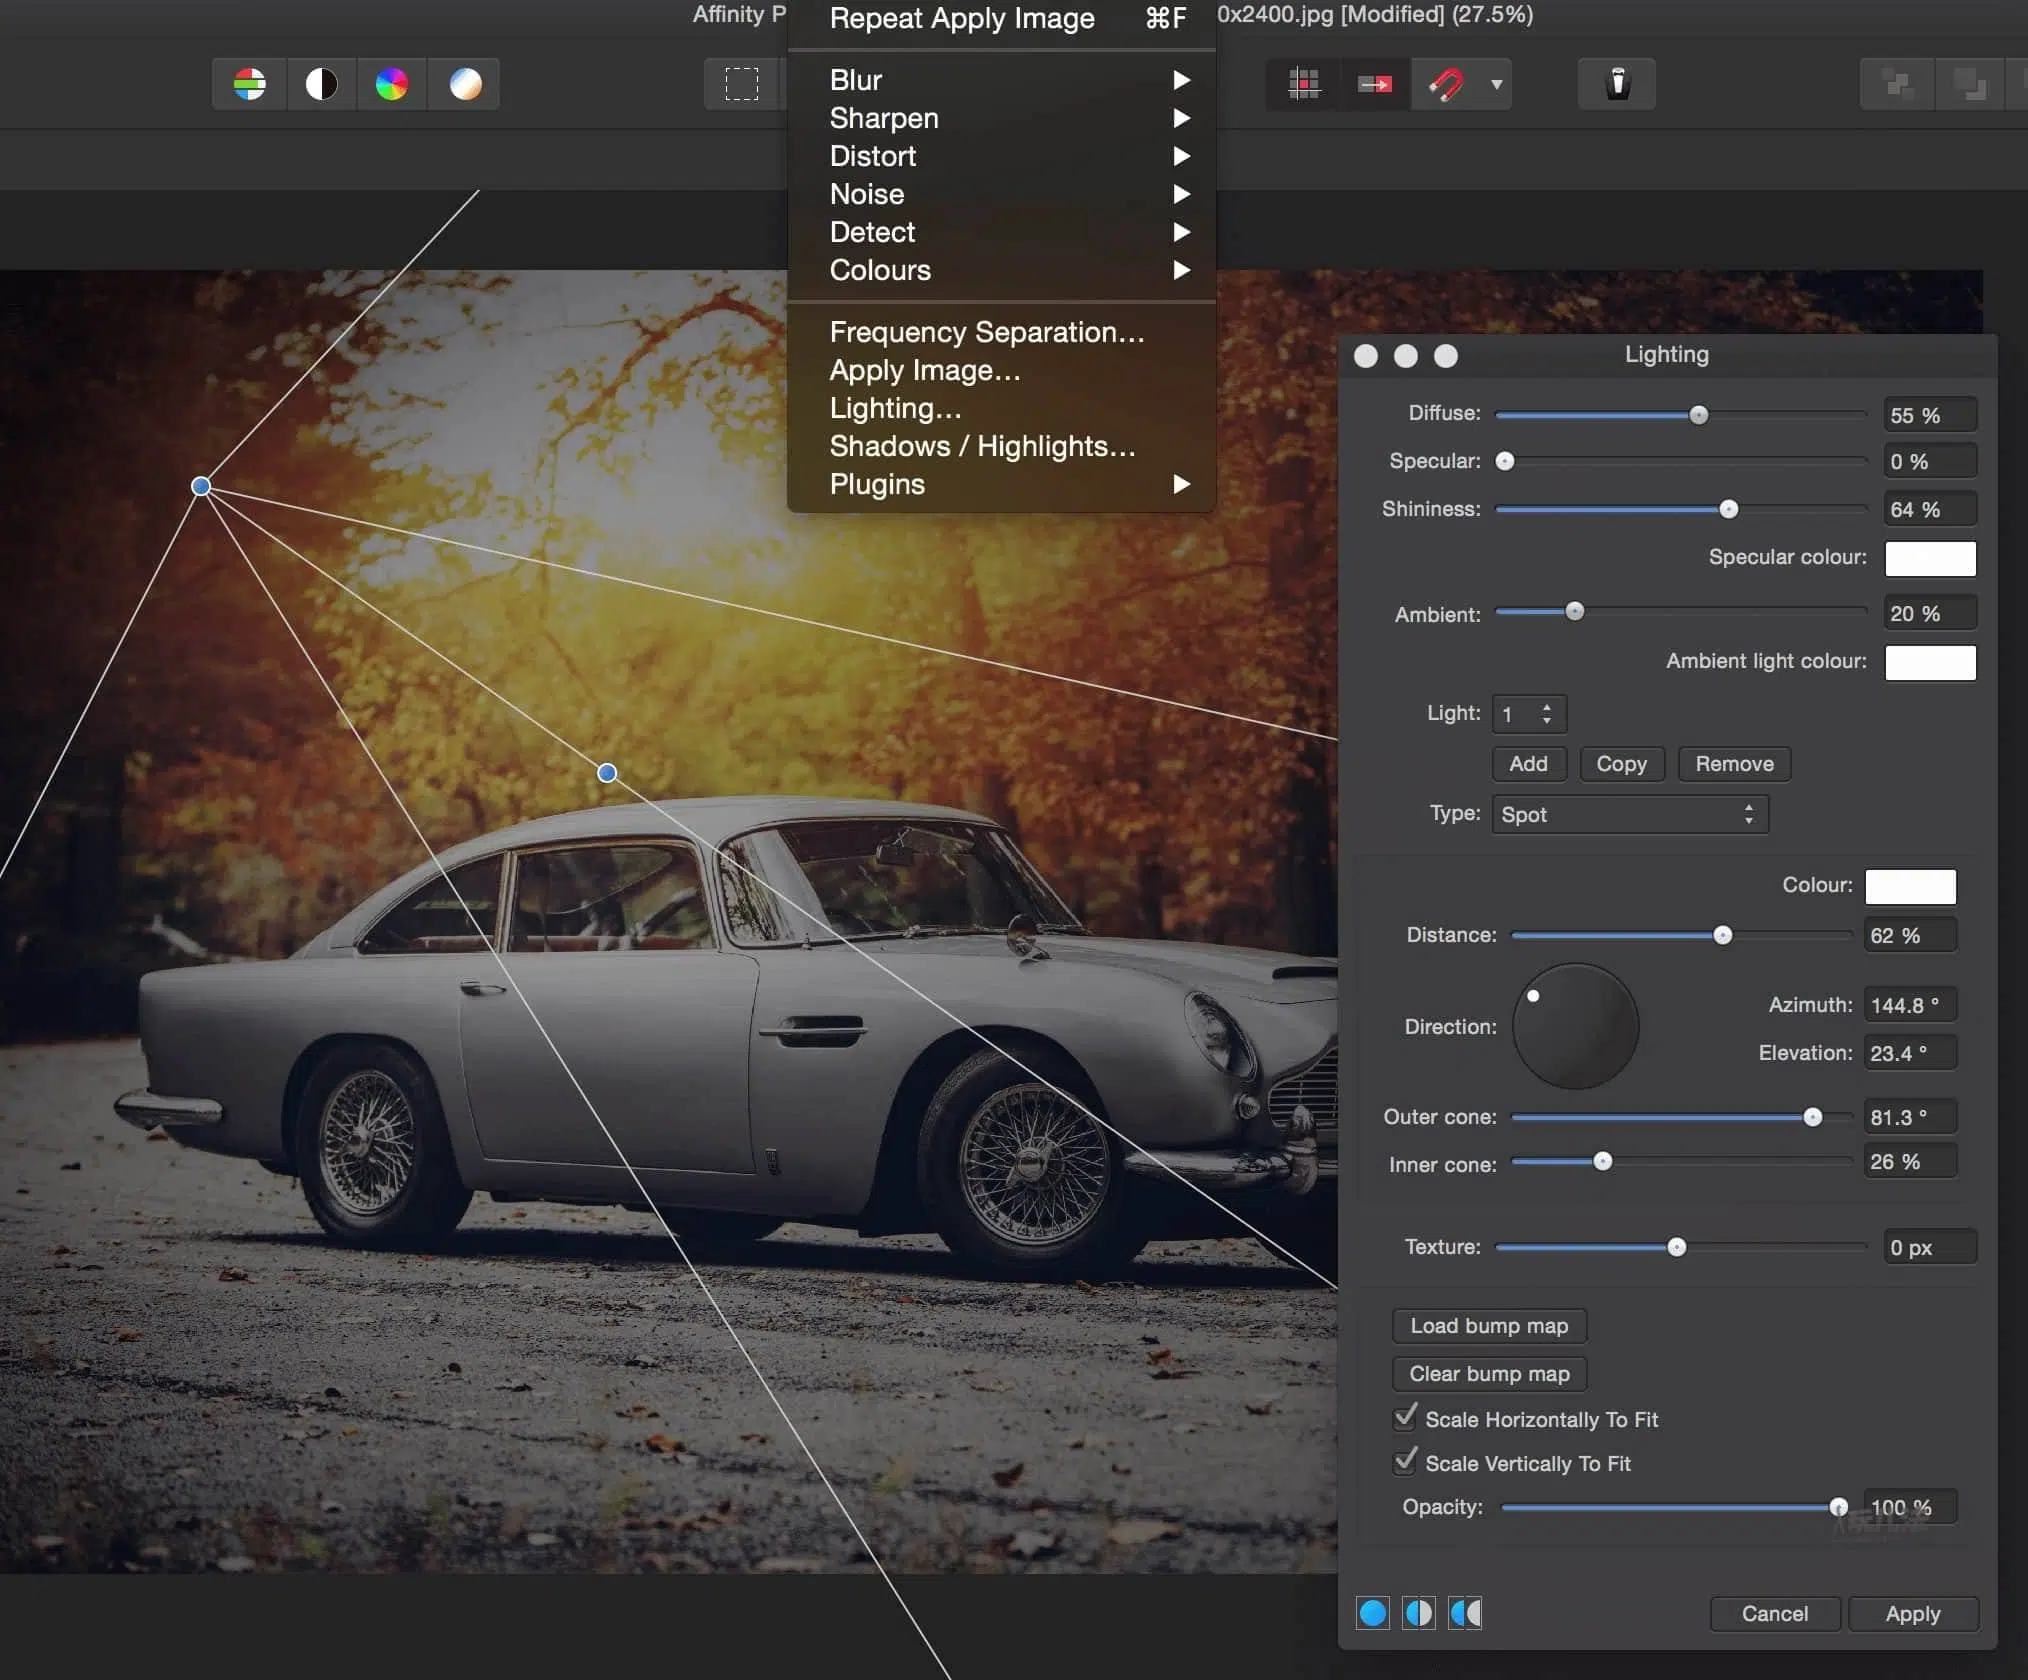 Affinity P
0x2400.jpg [Modified] (27.5%)
Repeat Apply Image ⌘F
Blur
Sharpen
Distort
Noise
Detect
Colours
Frequency Separation...
Apply Image...
Lighting...
Shadows / Highlights...
Plugins
Lighting
Diffuse: 55 %
Specular: 0 %
Shininess: 64 %
Specular colour:
Ambient: 20 %
Ambient light colour:
Light: 1
Add Copy Remove
Type: Spot
Colour:
Distance: 62 %
Direction:
Azimuth: 144.8 °
Elevation: 23.4 °
Outer cone: 81.3 °
Inner cone: 26 %
Texture: 0 px
Load bump map
Clear bump map
Scale Horizontally To Fit
Scale Vertically To Fit
Opacity: 100 %
Cancel Apply